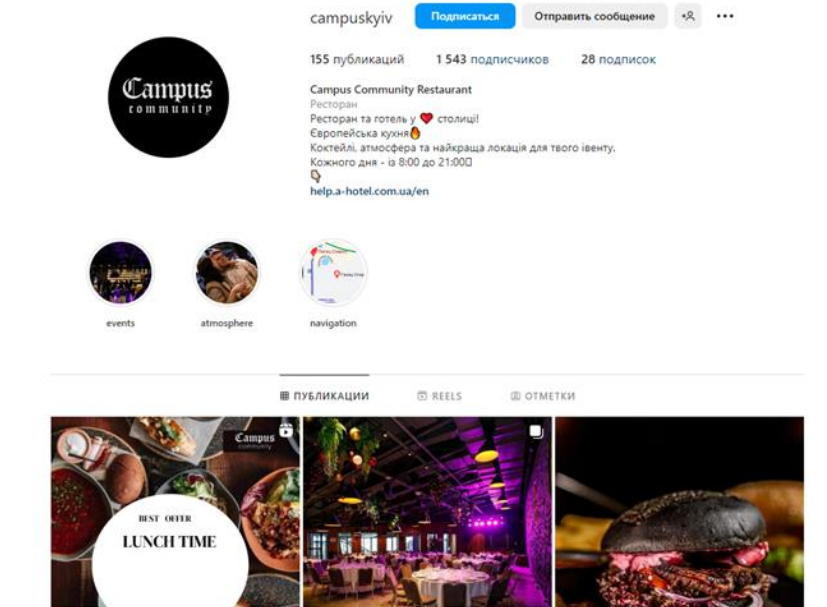 campuskyiv
Подписаться
Отправить сообщение
155 публикаций
1 543 подписчиков
28 подписок
Campus
community
Campus Community Restaurant
Ресторан
Ресторан та готель у ❤️ столиці!
Європейська кухня🔥
Коктейлі, атмосфера та найкраща локація для твого івенту.
Кожного дня - із 8:00 до 21:00
👇
help.a-hotel.com.ua/en
events
atmosphere
navigation
ПУБЛИКАЦИИ
REELS
ОТМЕТКИ
Campus
community
BEST OFFER
LUNCH TIME